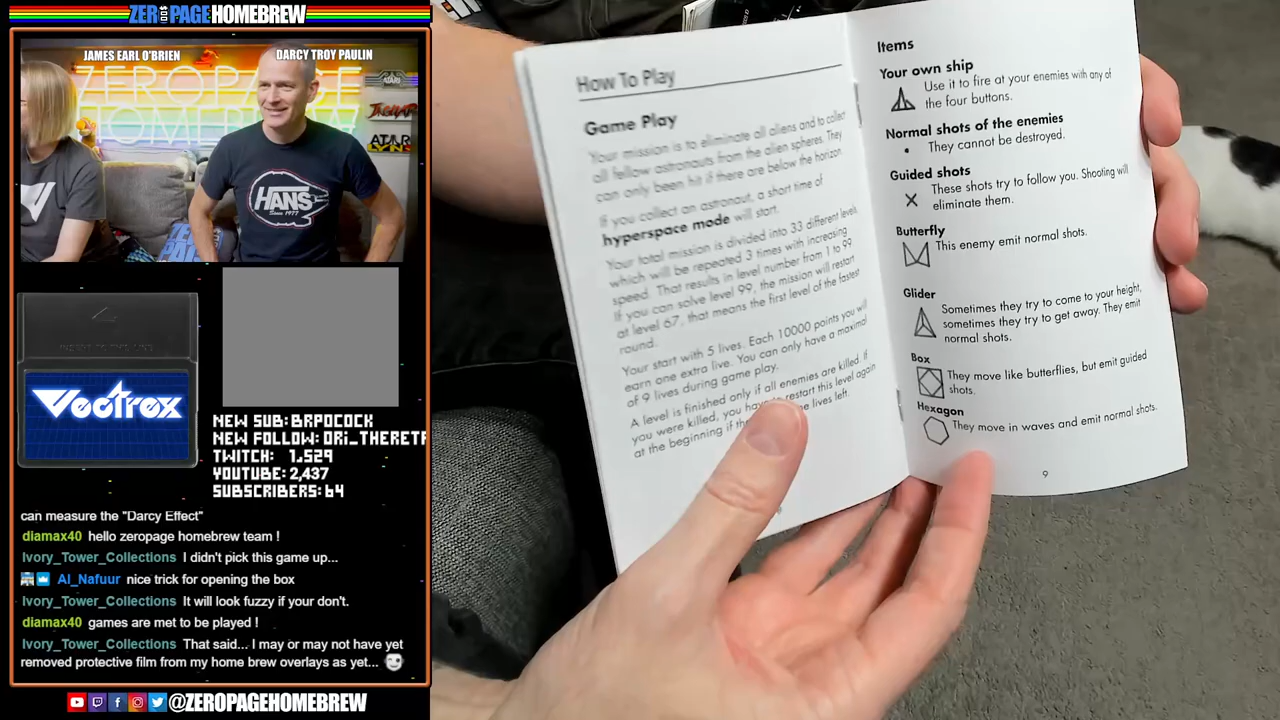 ZEROPAGEHOMEBREW
JAMES EARL O'BRIEN
DARCY TROY PAULIN
ZEROPAGE
HOMEBREW
ATARI
JAGUAR
ATARI
LYNX
HANS
Since 1977
Vectrex
NEW SUB: BRPOCOCK
NEW FOLLOW: ORI_THERETR
TWITCH: 1,529
YOUTUBE: 2,437
SUBSCRIBERS: 64
can measure the "Darcy Effect"
diamax40 hello zeropage homebrew team !
Ivory_Tower_Collections I didn't pick this game up...
Al_Nafuur nice trick for opening the box
Ivory_Tower_Collections It will look fuzzy if your don't.
diamax40 games are met to be played !
Ivory_Tower_Collections That said... I may or may not have yet
removed protective film from my home brew overlays as yet...
@ZEROPAGEHOMEBREW
How To Play
Game Play
Your mission is to eliminate all aliens and to collect
all fellow astronauts from the alien spheres. They
can only been hit if there are below the horizon.
If you collect an astronaut, a short time of
hyperspace mode will start.
Your total mission is divided into 33 different levels
which will be repeated 3 times with increasing
speed. That results in level number from 1 to 99.
If you can solve level 99, the mission will restart
at level 67, that means the first level of the fastest
round.
Your start with 5 lives. Each 10000 points you will
earn one extra live. You can only have a maximal
of 9 lives during game play.
A level is finished only if all enemies are killed. If
you were killed, you have to restart this level again
at the beginning if lives left.
Items
Your own ship
Use it to fire at your enemies with any of
the four buttons.
Normal shots of the enemies
They cannot be destroyed.
Guided shots
These shots try to follow you. Shooting will
eliminate them.
Butterfly
This enemy emit normal shots.
Glider
Sometimes they try to come to your height,
sometimes they try to get away. They emit
normal shots.
Box
They move like butterflies, but emit guided
shots.
Hexagon
They move in waves and emit normal shots.
9